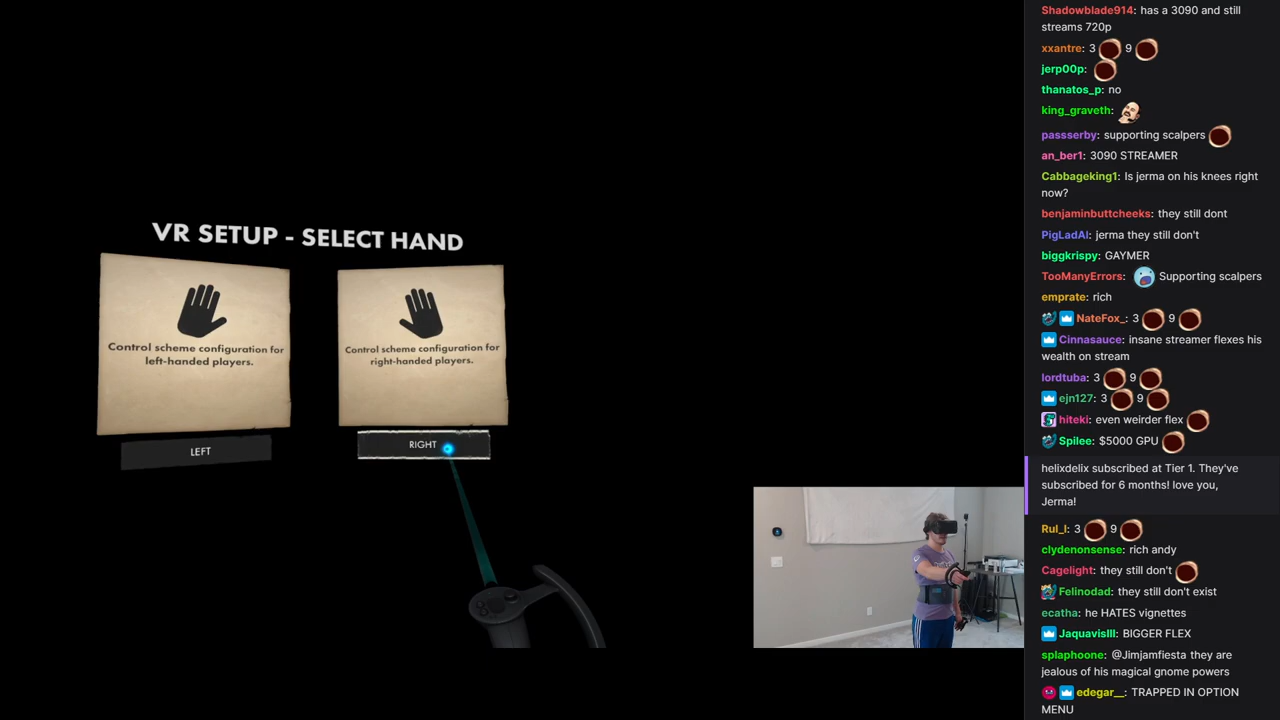 VR SETUP - SELECT HAND
Control scheme configuration for
left-handed players.
LEFT
Control scheme configuration for
right-handed players.
RIGHT
Shadowblade914: has a 3090 and still
streams 720p
xxantre: 3 9
jerp00p:
thanatos_p: no
king_graveth:
passserby: supporting scalpers
an_ber1: 3090 STREAMER
Cabbageking1: Is jerma on his knees right
now?
benjaminbuttcheeks: they still dont
PigLadAl: jerma they still don't
biggkrispy: GAYMER
TooManyErrors: Supporting scalpers
emprate: rich
NateFox_: 3 9
Cinnasauce: insane streamer flexes his
wealth on stream
lordtuba: 3 9
ejn127: 3 9
hiteki: even weirder flex
Spilee: $5000 GPU
helixdelix subscribed at Tier 1. They've
subscribed for 6 months! love you,
Jerma!
Rul_l: 3 9
clydenonsense: rich andy
Cagelight: they still don't
Felinodad: they still don't exist
ecatha: he HATES vignettes
Jaquavislll: BIGGER FLEX
splaphoone: @Jimjamfiesta they are
jealous of his magical gnome powers
edegar__: TRAPPED IN OPTION
MENU